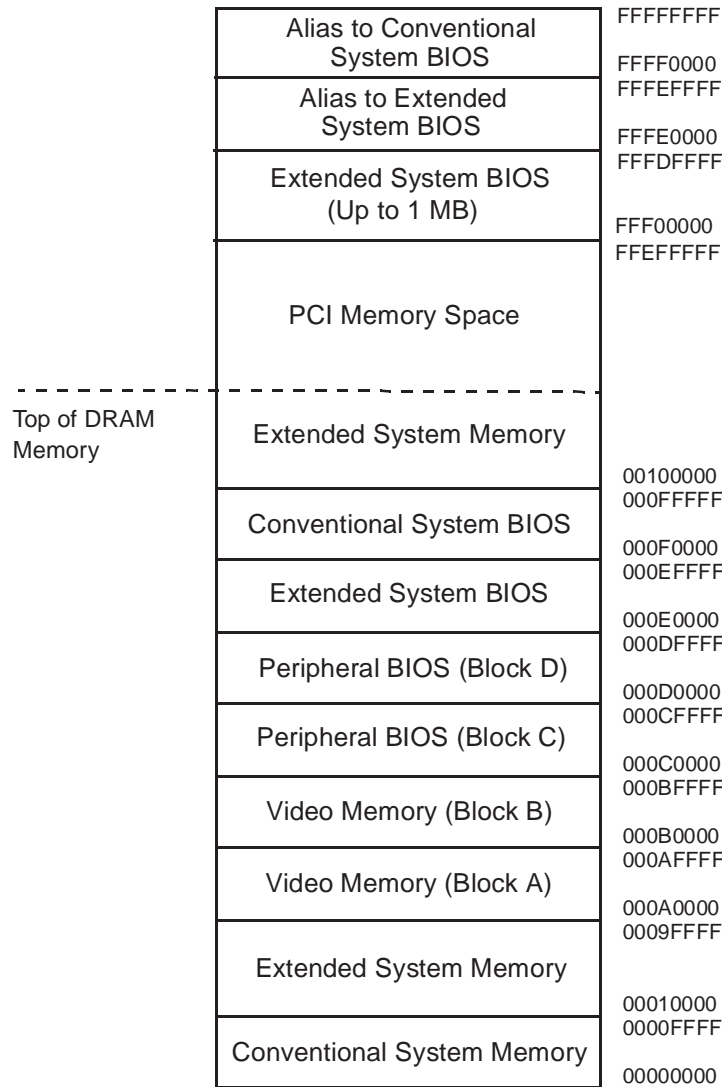 Alias to Conventional
System BIOS
FFFFFFFF
FFFF0000
Alias to Extended
System BIOS
FFFEFFFF
FFFE0000
Extended System BIOS
(Up to 1 MB)
FFFDFFFF
FFF00000
PCI Memory Space
FFEFFFFF
Top of DRAM
Memory
Extended System Memory
00100000
Conventional System BIOS
000FFFFF
000F0000
Extended System BIOS
000EFFFF
000E0000
Peripheral BIOS (Block D)
000DFFFF
000D0000
Peripheral BIOS (Block C)
000CFFFF
000C0000
Video Memory (Block B)
000BFFFF
000B0000
Video Memory (Block A)
000AFFFF
000A0000
Extended System Memory
0009FFFF
00010000
Conventional System Memory
0000FFFF
00000000